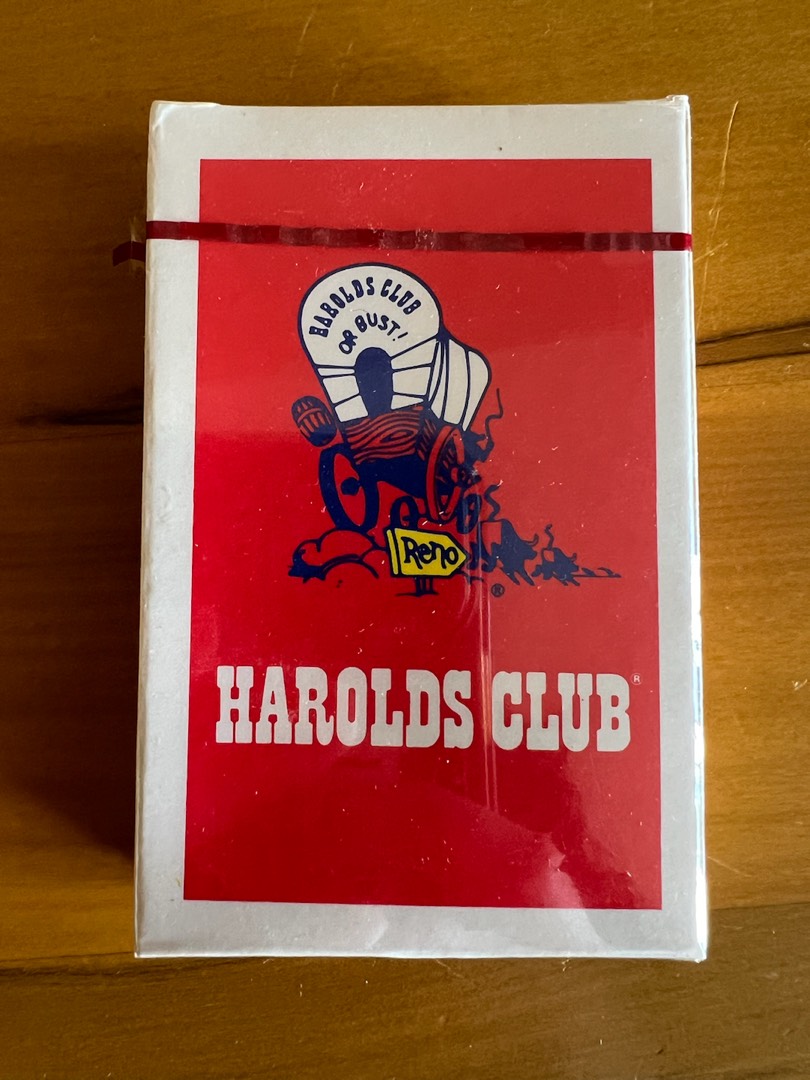 HAROLDS CLUB
OR BUST!
Reno
®
HAROLDS CLUB®